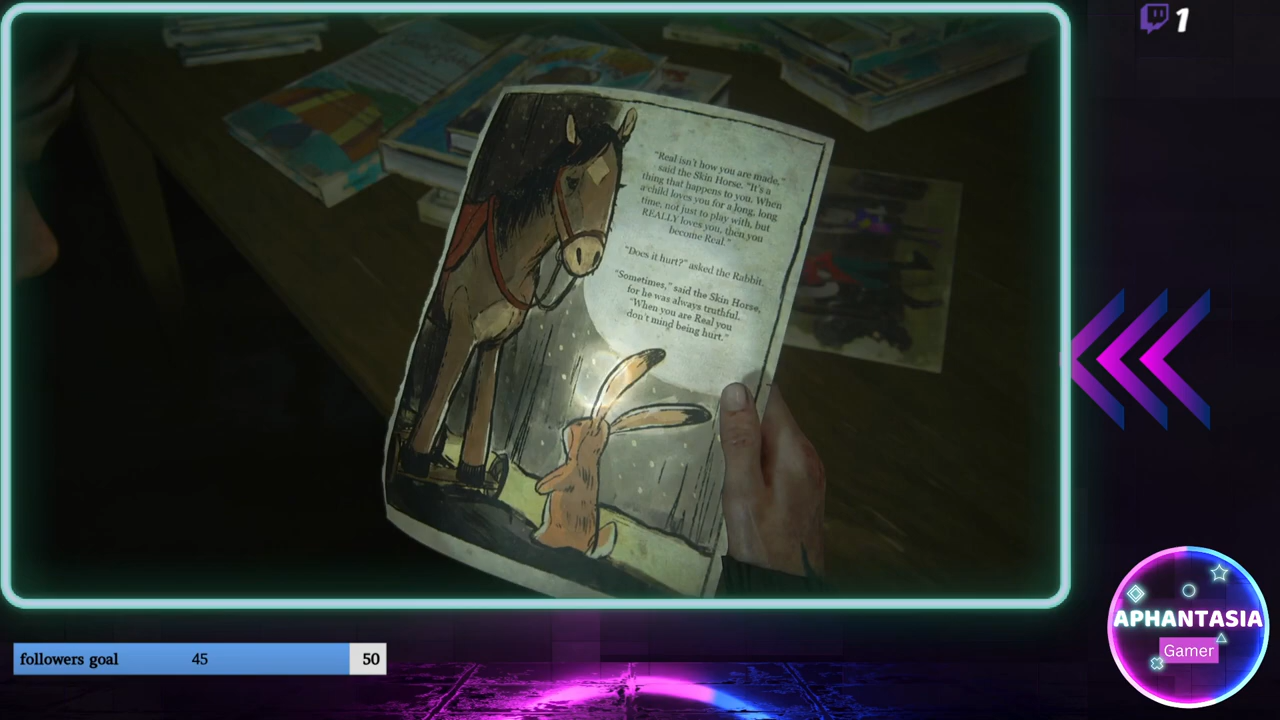 1
"Real isn't how you are made,"
said the Skin Horse. "It's a
thing that happens to you. When
a child loves you for a long, long
time, not just to play with, but
REALLY loves you, then you
become Real."
"Does it hurt?" asked the Rabbit.
"Sometimes," said the Skin Horse,
for he was always truthful.
"When you are Real you
don't mind being hurt."
APHANTASIA
Gamer
followers goal 45 50